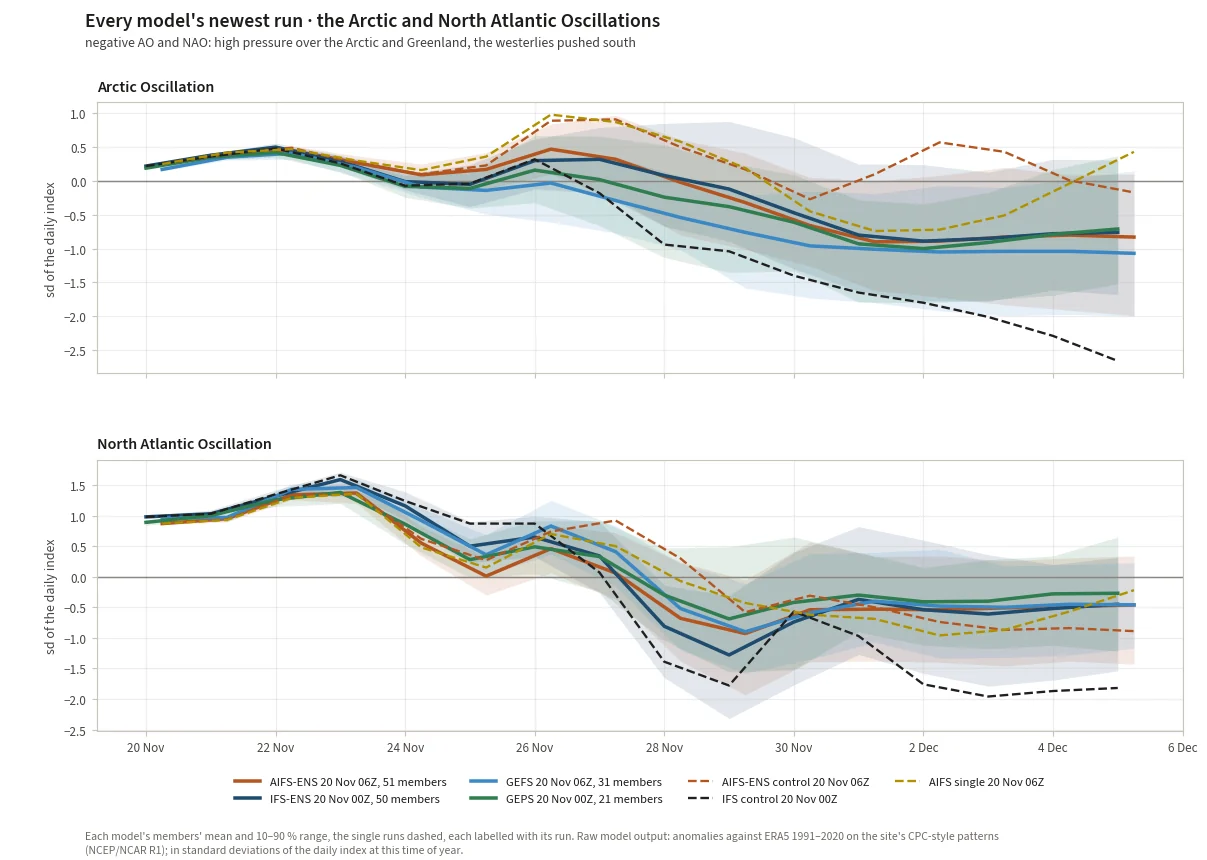 Every model's newest run · the Arctic and North Atlantic Oscillations
negative AO and NAO: high pressure over the Arctic and Greenland, the westerlies pushed south
Arctic Oscillation
sd of the daily index
1.0
0.5
0.0
−0.5
−1.0
−1.5
−2.0
−2.5
North Atlantic Oscillation
sd of the daily index
1.5
1.0
0.5
0.0
−0.5
−1.0
−1.5
−2.0
−2.5
20 Nov 22 Nov 24 Nov 26 Nov 28 Nov 30 Nov 2 Dec 4 Dec 6 Dec
AIFS-ENS 20 Nov 06Z, 51 members GEFS 20 Nov 06Z, 31 members AIFS-ENS control 20 Nov 06Z AIFS single 20 Nov 06Z
IFS-ENS 20 Nov 00Z, 50 members GEPS 20 Nov 00Z, 21 members IFS control 20 Nov 00Z
Each model's members' mean and 10–90 % range, the single runs dashed, each labelled with its run. Raw model output: anomalies against ERA5 1991–2020 on the site's CPC-style patterns
(NCEP/NCAR R1); in standard deviations of the daily index at this time of year.